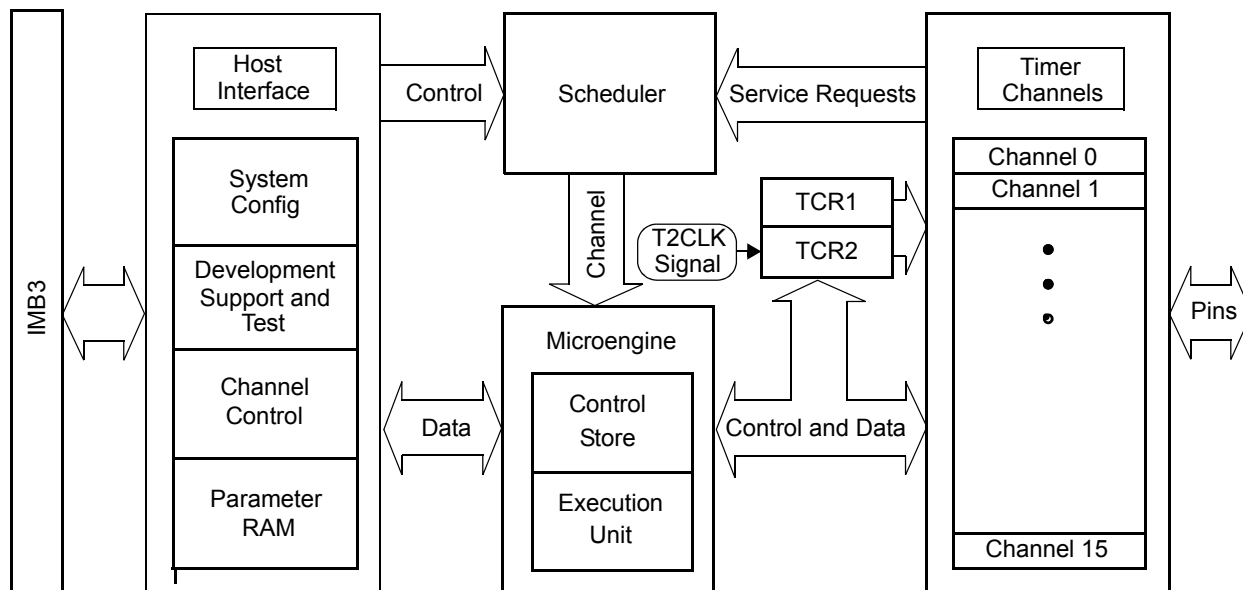 IMB3
Host
Interface
System
Config
Development
Support and
Test
Channel
Control
Parameter
RAM
Control
Data
Scheduler
Channel
Microengine
Control
Store
Execution
Unit
Service Requests
T2CLK
Signal
TCR1
TCR2
Control and Data
Timer
Channels
Channel 0
Channel 1
Channel 15
Pins